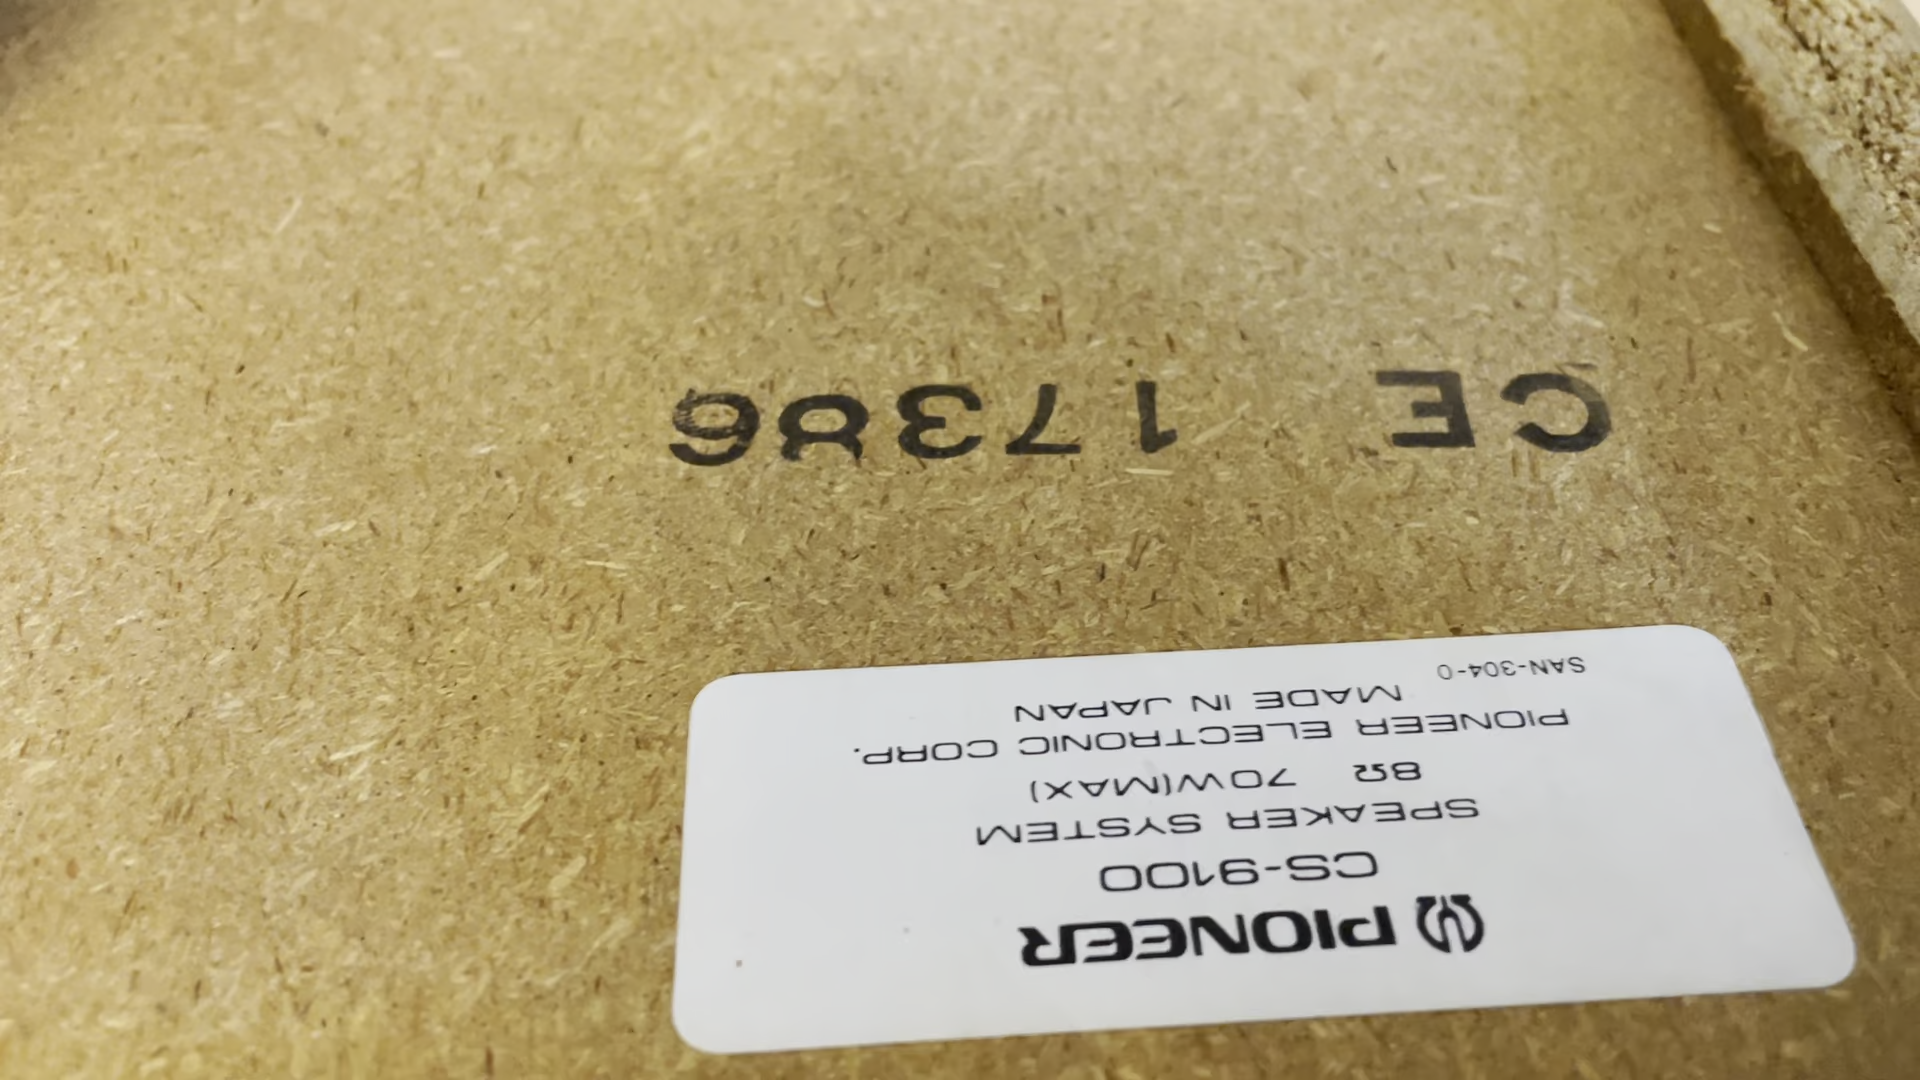 PIONEER
CS-9100
SPEAKER SYSTEM
8Ω 70W(MAX)
PIONEER ELECTRONIC CORP.
MADE IN JAPAN
SAN-304-0
CE 17386